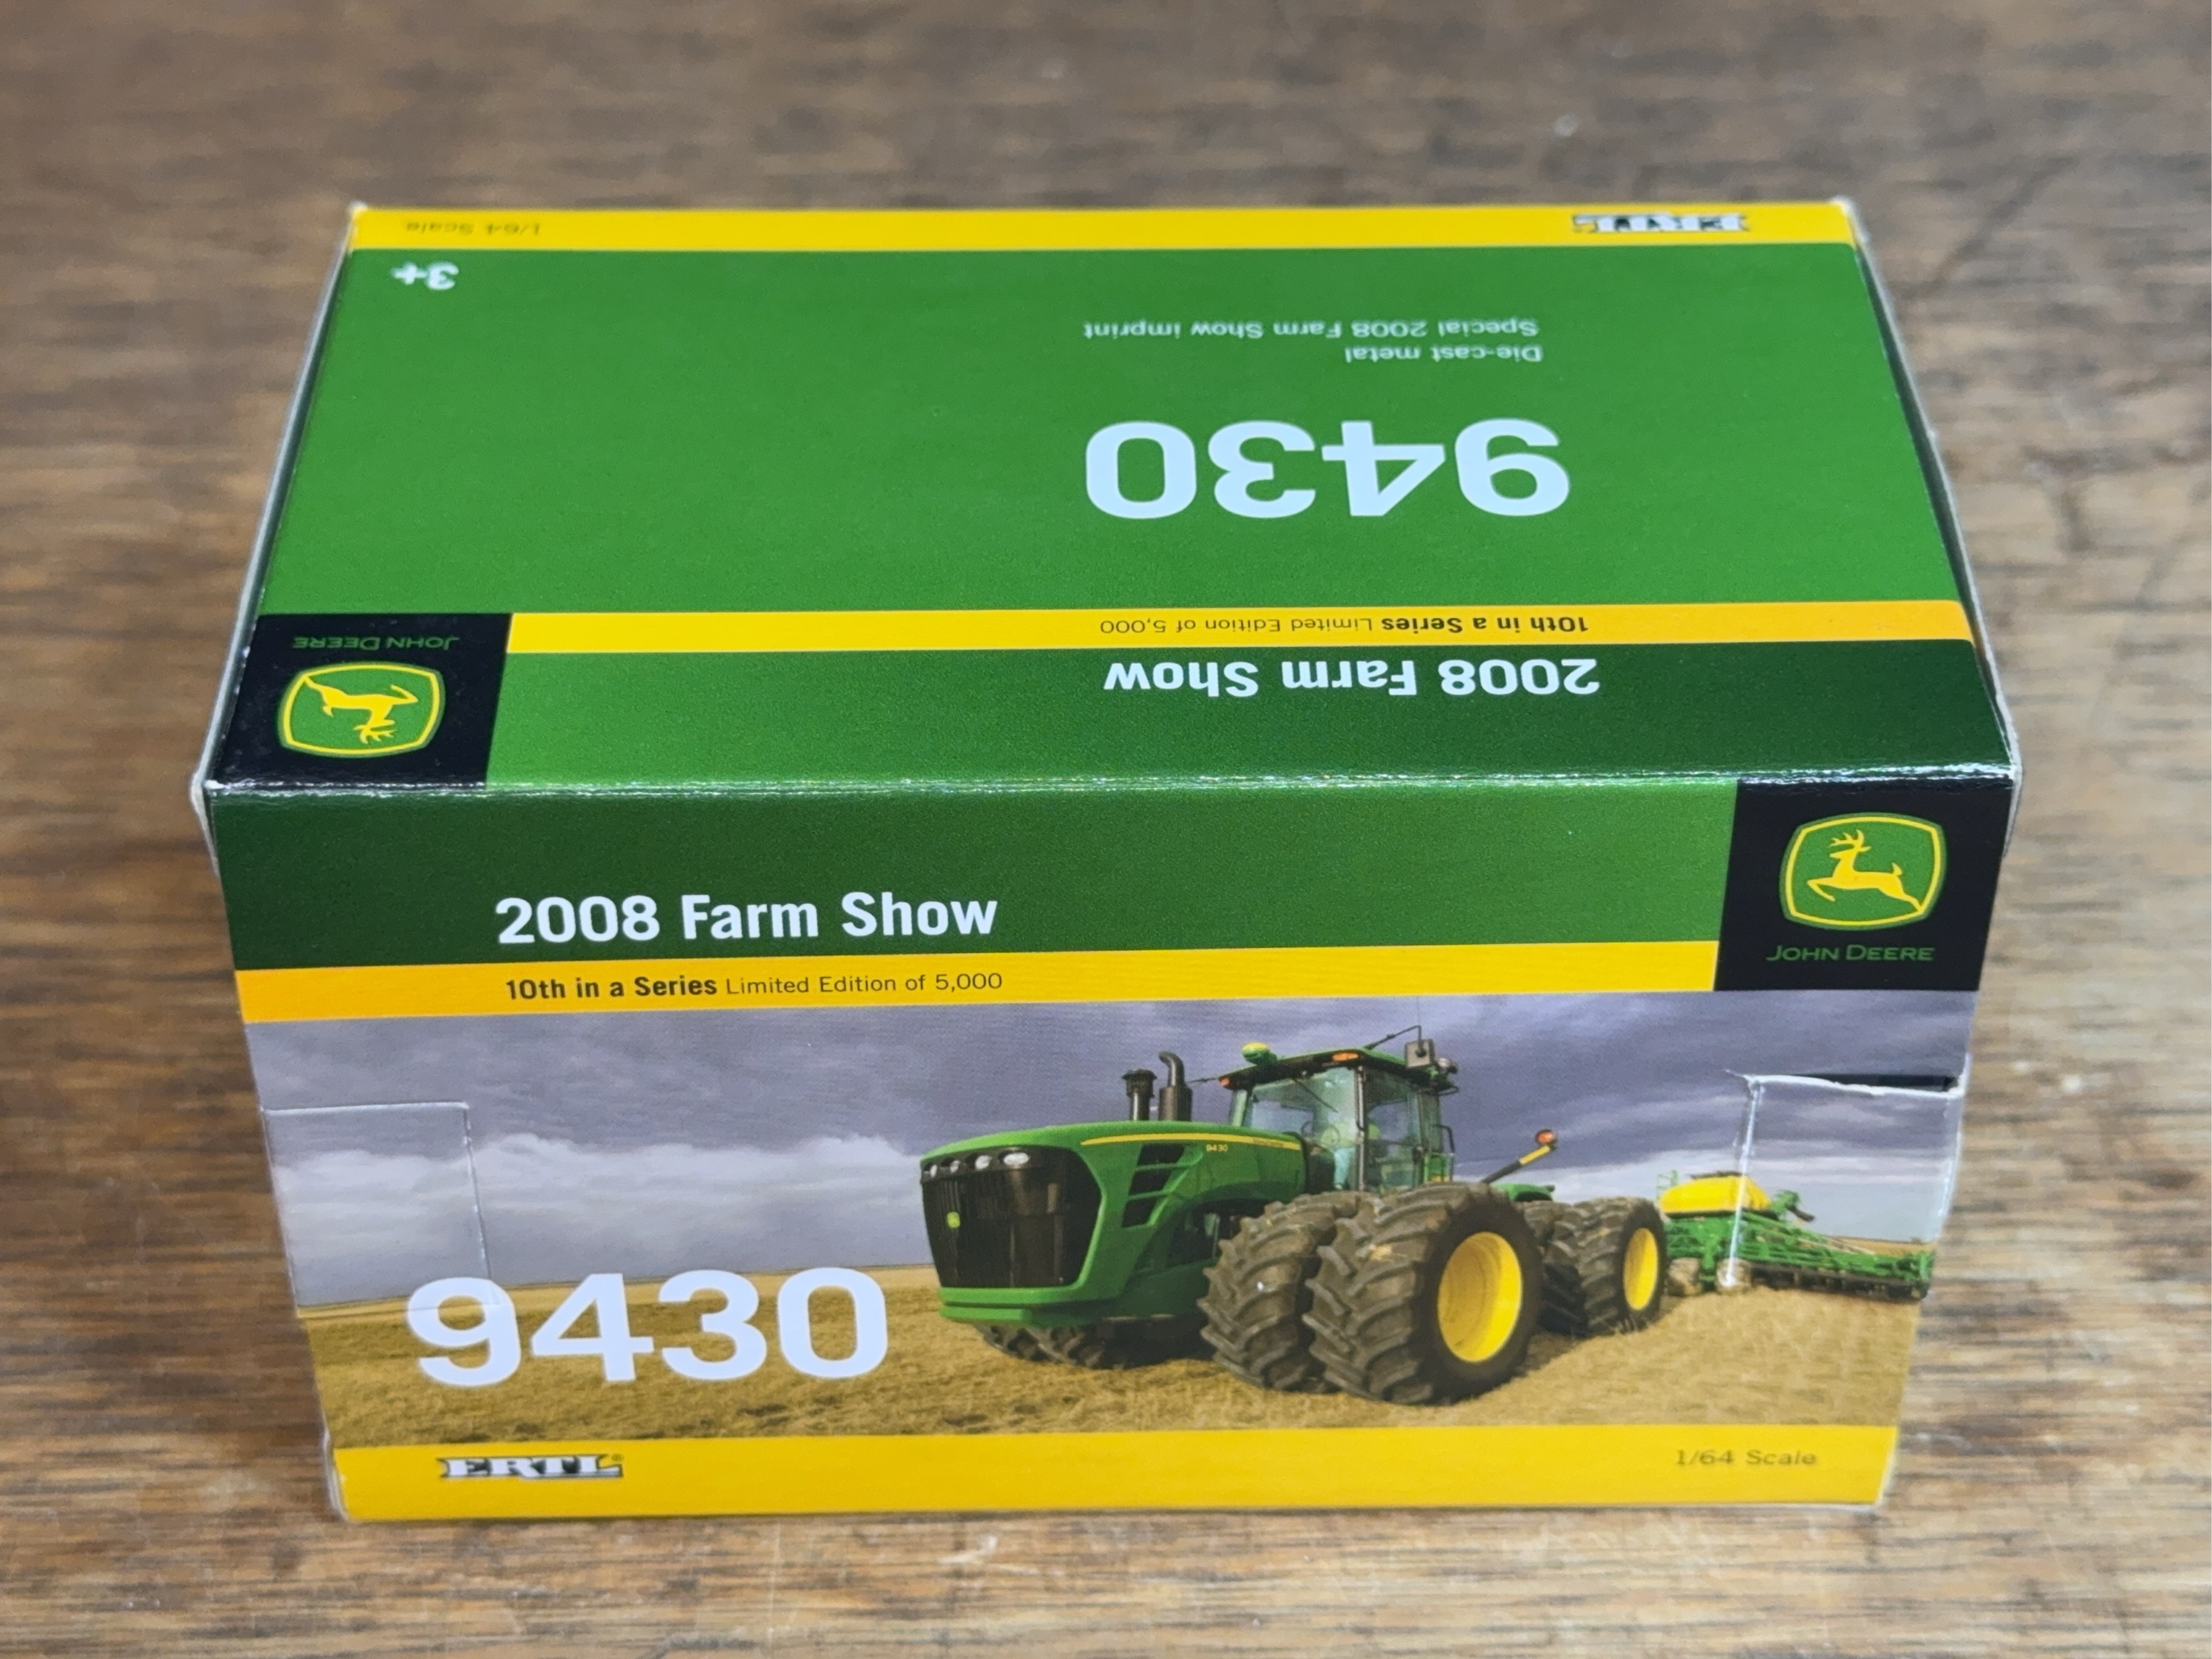 1/64 Scale
ERTL
3+
Special 2008 Farm Show imprint
Die-cast metal
9430
10th in a Series Limited Edition of 5,000
JOHN DEERE
2008 Farm Show
2008 Farm Show
JOHN DEERE
10th in a Series Limited Edition of 5,000
9430
9430
ERTL®
1/64 Scale